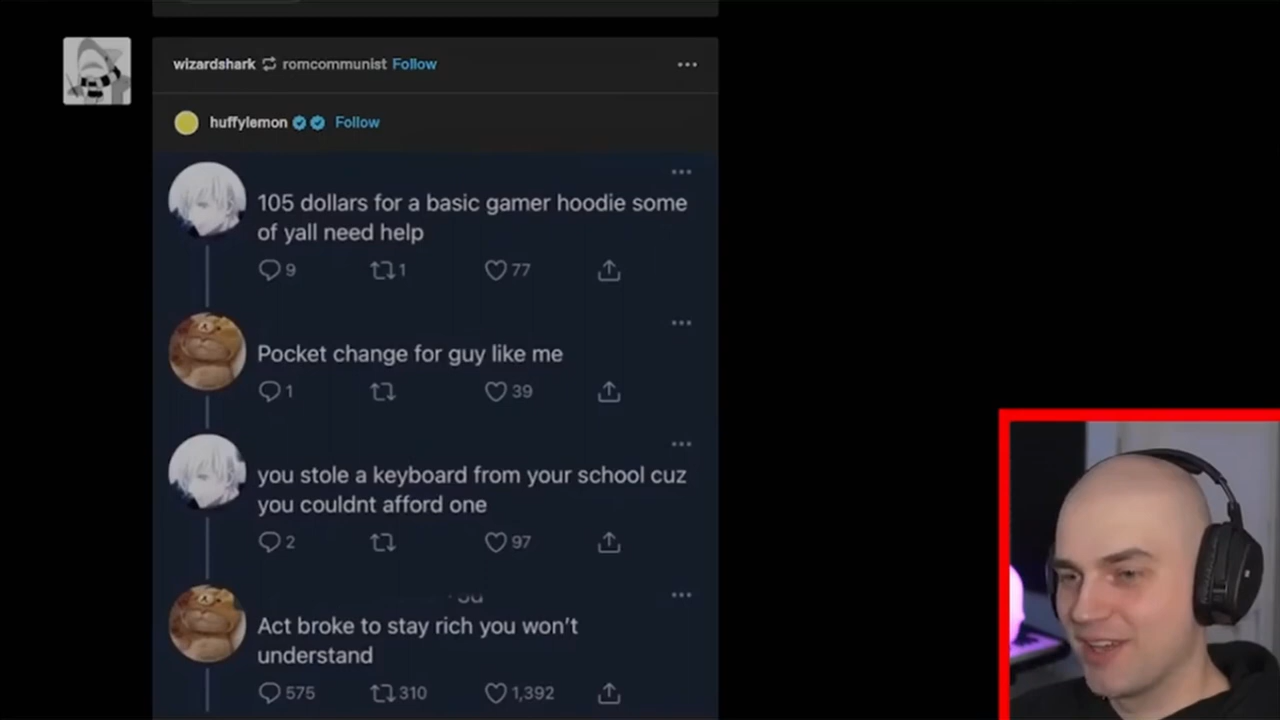 wizardshark romcommunist Follow
huffylemon Follow
105 dollars for a basic gamer hoodie some
of yall need help
9 1 77
Pocket change for guy like me
1 39
you stole a keyboard from your school cuz
you couldnt afford one
2 97
Act broke to stay rich you won't
understand
575 310 1,392